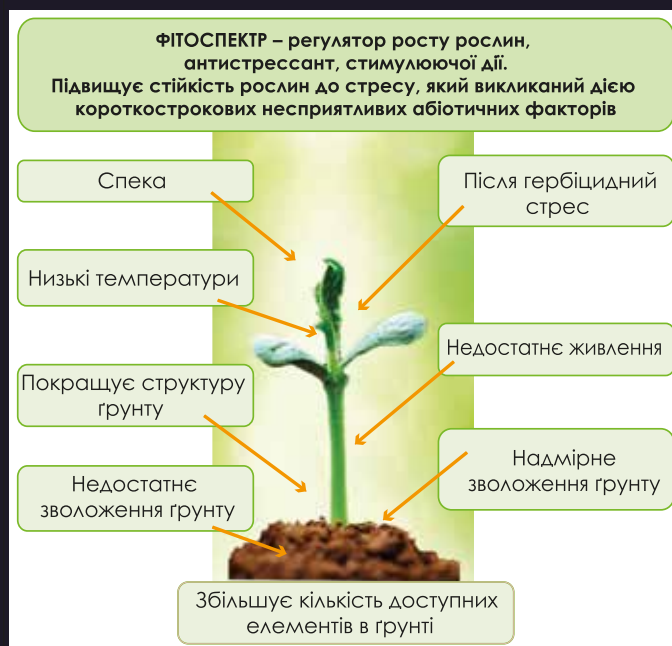 ФІТОСПЕКТР – регулятор росту рослин,
антистрессант, стимулюючої дії.
Підвищує стійкість рослин до стресу, який викликаний дією
короткострокових несприятливих абіотичних факторів
Спека
Після гербіцидний
стрес
Низькі температури
Недостатнє живлення
Покращує структуру
ґрунту
Надмірне
зволоження ґрунту
Недостатнє
зволоження ґрунту
Збільшує кількість доступних
елементів в ґрунті